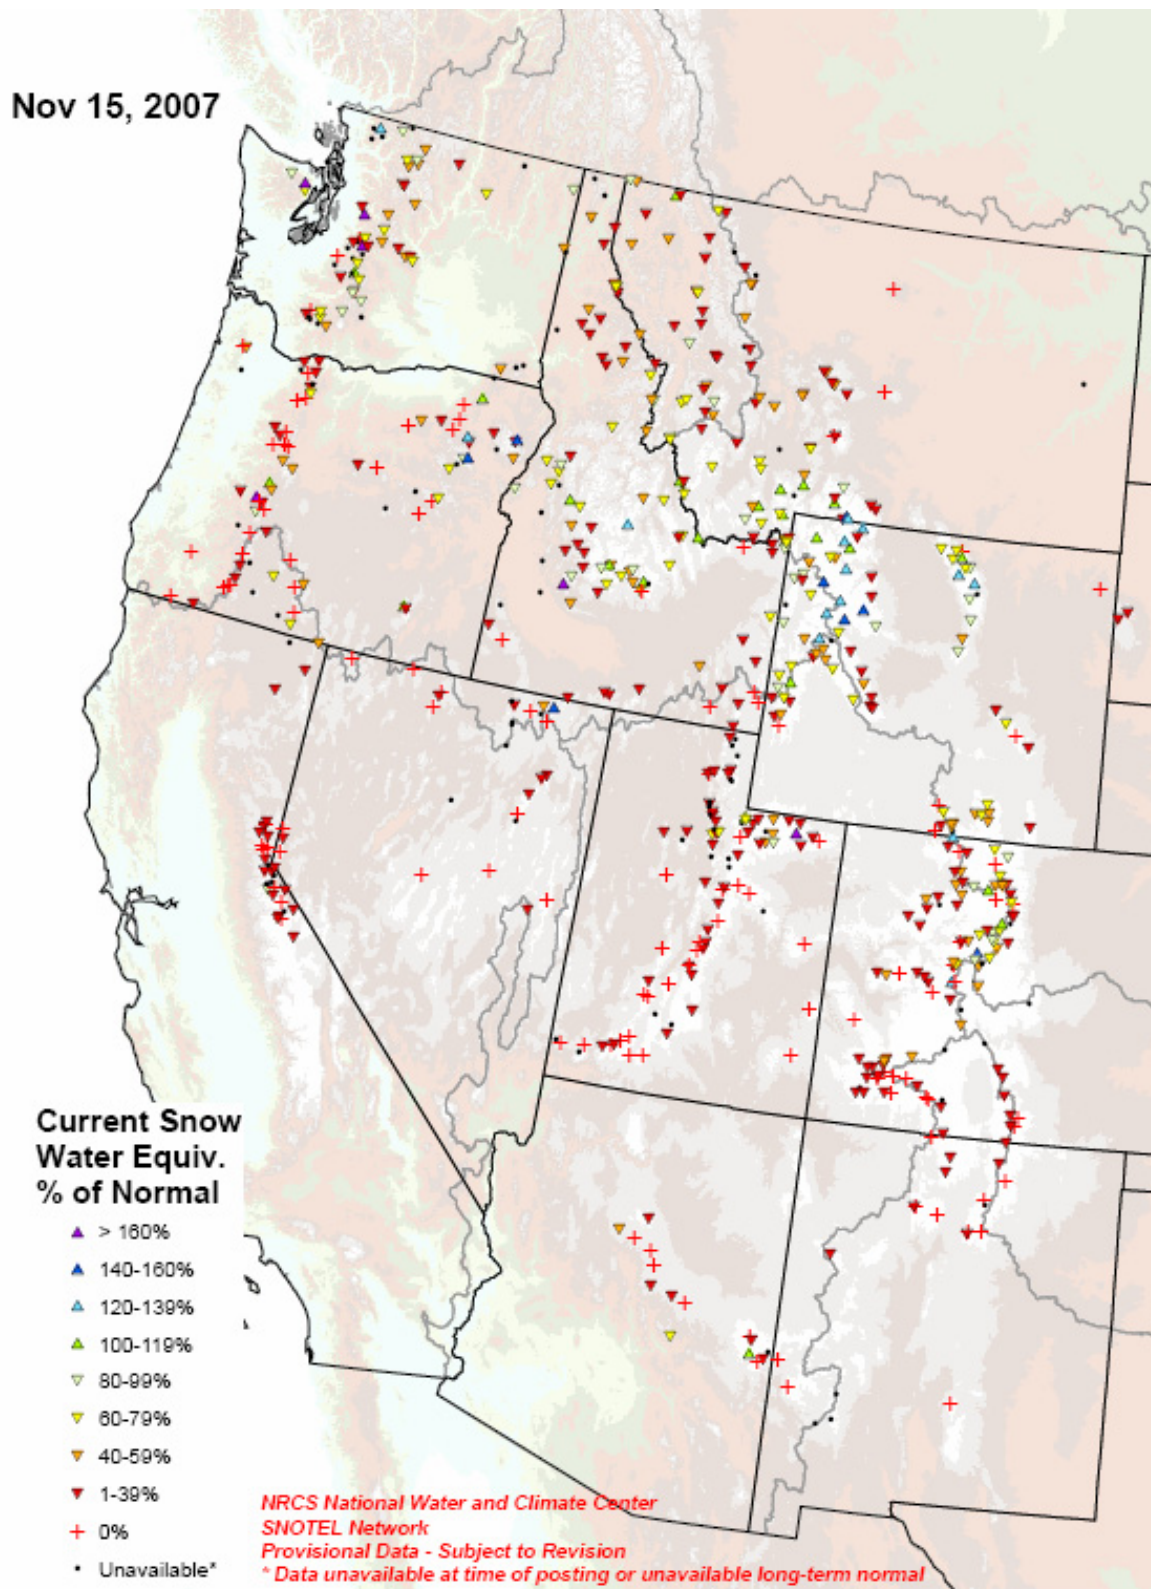 Nov 15, 2007
Current Snow
Water Equiv.
% of Normal
> 160%
140-160%
120-139%
100-119%
80-99%
60-79%
40-59%
1-39%
0%
Unavailable*
NRCS National Water and Climate Center
SNOTEL Network
Provisional Data - Subject to Revision
* Data unavailable at time of posting or unavailable long-term normal